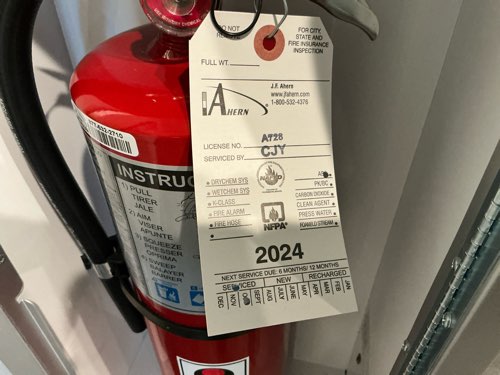 DO NOT
REMOVE
FOR CITY,
STATE AND
FIRE INSURANCE
INSPECTION
FULL WT.
AHERN
J.F. Ahern
www.jfahern.com
1-800-532-4376
LICENSE NO. A728
SERVICED BY CJY
DRYCHEM SYS
WETCHEM SYS
K-CLASS
FIRE ALARM
FIRE HOSE
NFPA
PK/BC
CARBON DIOXIDE
CLEAN AGENT
PRESS WATER
2024
NEXT SERVICE DUE: 6 MONTHS/ 12 MONTHS
SERVICED NEW RECHARGED
DEC NOV OCT SEPT AUG JULY JUNE MAY APR MAR FEB JAN
INSTRUC
1) PULL
TIRER
JALE
2) AIM
VISER
APUNTE
3) SQUEEZE
PRESSER
OPRIMA
4) SWEEP
BALAYER
BARRER